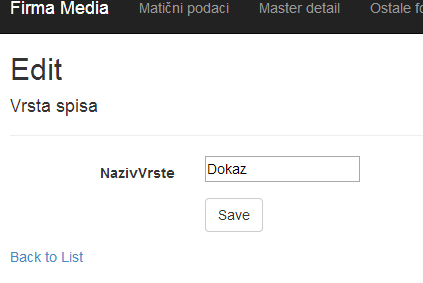 Firma Media Matični podaci Master detail Ostale fo
Edit
Vrsta spisa
NazivVrste Dokaz
Save
Back to List